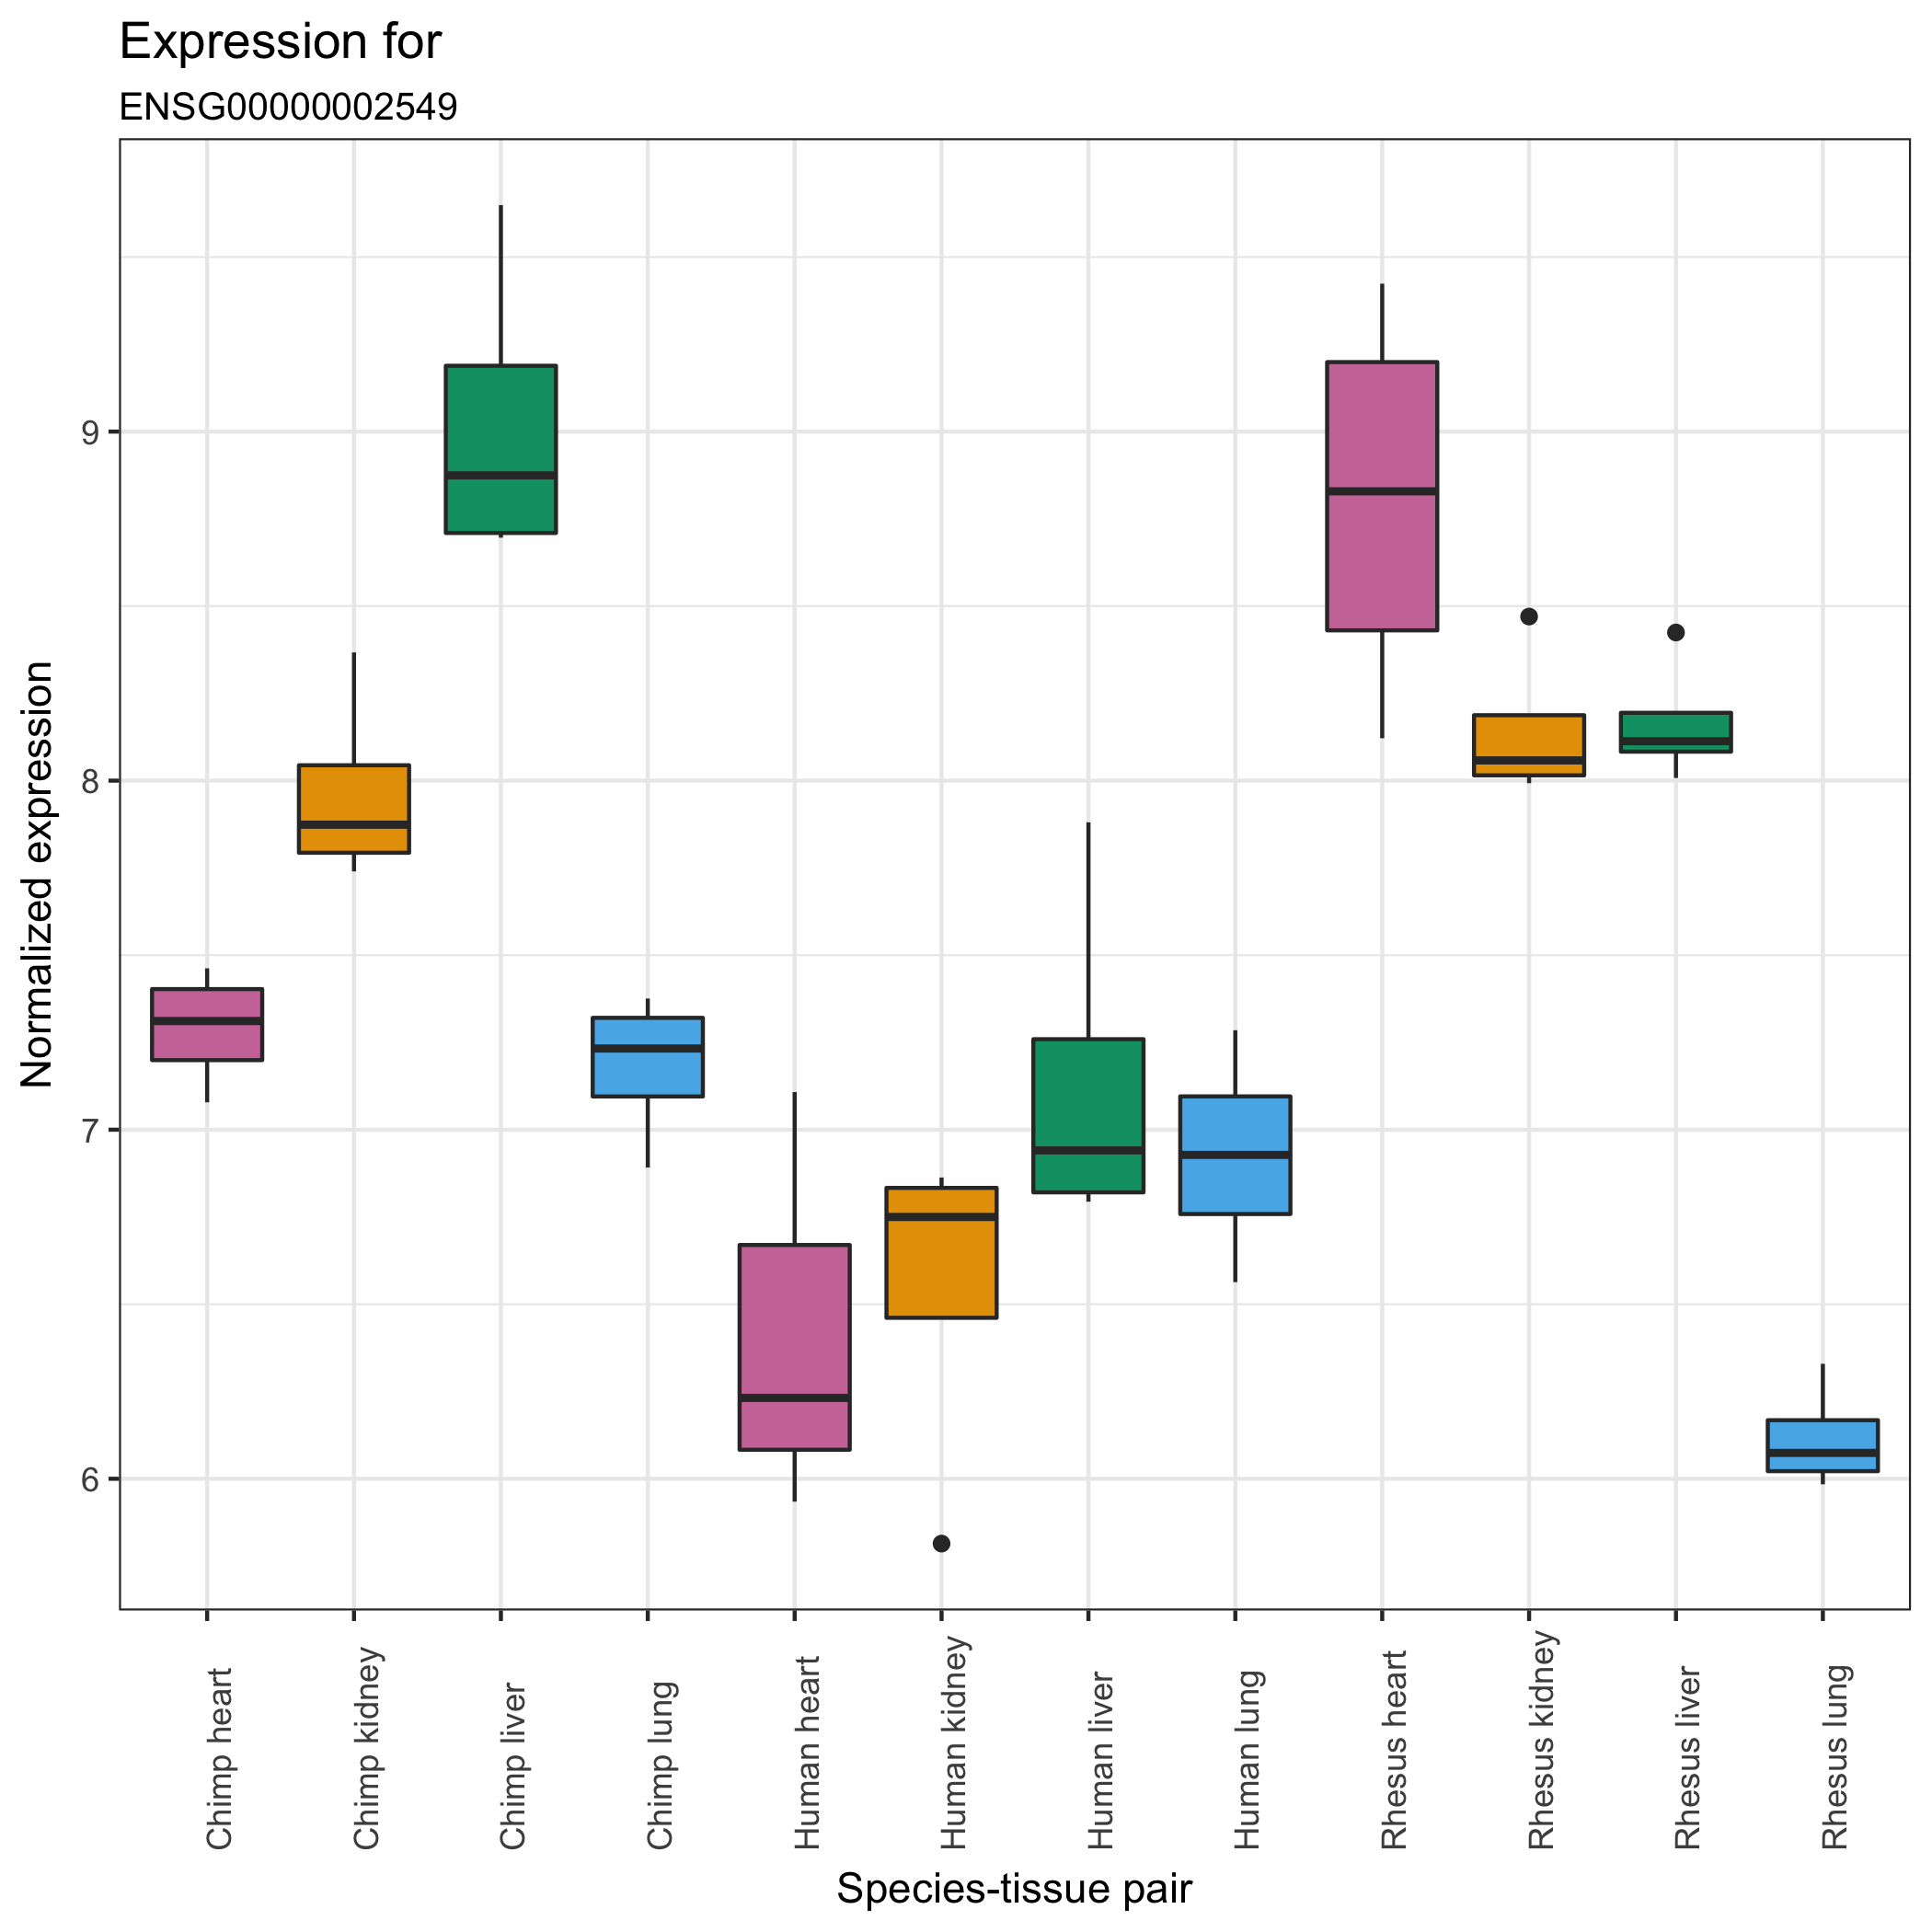 Expression for
ENSG00000002549
Normalized expression
9
8
7
6
Chimp heart
Chimp kidney
Chimp liver
Chimp lung
Human heart
Human kidney
Human liver
Human lung
Rhesus heart
Rhesus kidney
Rhesus liver
Rhesus lung
Species-tissue pair